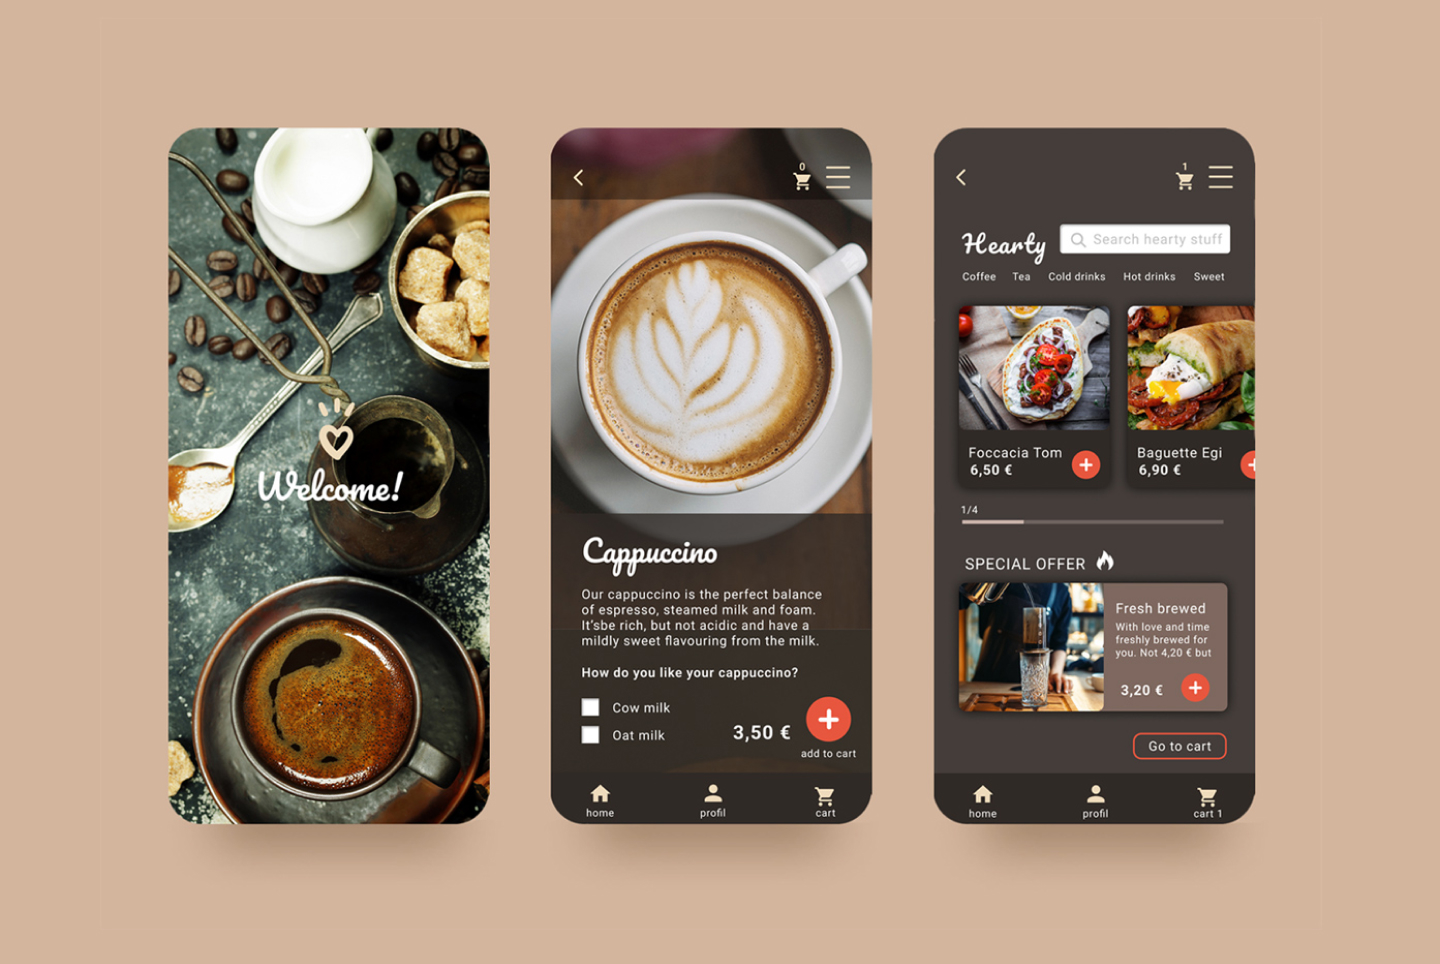 Welcome!
0
Cappuccino
Our cappuccino is the perfect balance
of espresso, steamed milk and foam.
It'sbe rich, but not acidic and have a
mildly sweet flavouring from the milk.
How do you like your cappuccino?
Cow milk
Oat milk
3,50 €
add to cart
home profil cart
1
Hearty
Search hearty stuff
Coffee Tea Cold drinks Hot drinks Sweet
Foccacia Tom
6,50 €
Baguette Egi
6,90 €
1/4
SPECIAL OFFER
Fresh brewed
With love and time
freshly brewed for
you. Not 4,20 € but
3,20 €
Go to cart
home profil cart 1